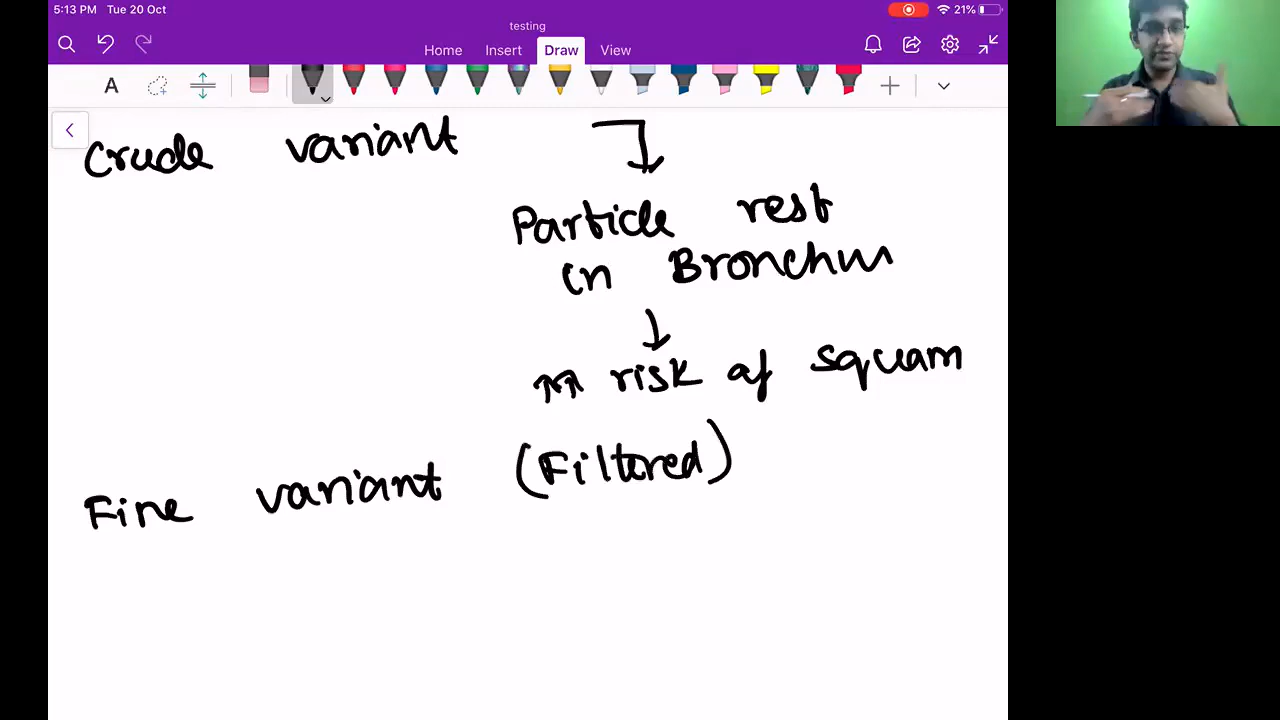 5:13 PM Tue 20 Oct
21%
testing
Home Insert Draw View
A
Crude variant
Particle rest
in Bronchus
↓
↑↑ risk of squam
Fine variant (Filtered)